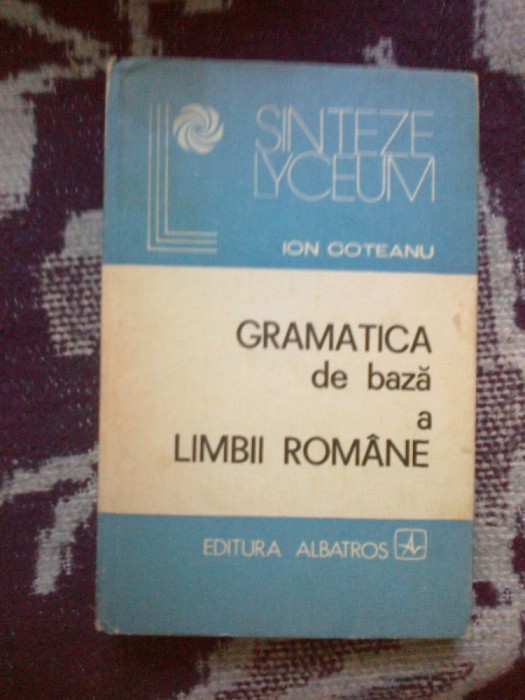 SINTEZE
LYCEUM
ION COTEANU
GRAMATICA
de bază
a
LIMBII ROMÂNE
EDITURA ALBATROS